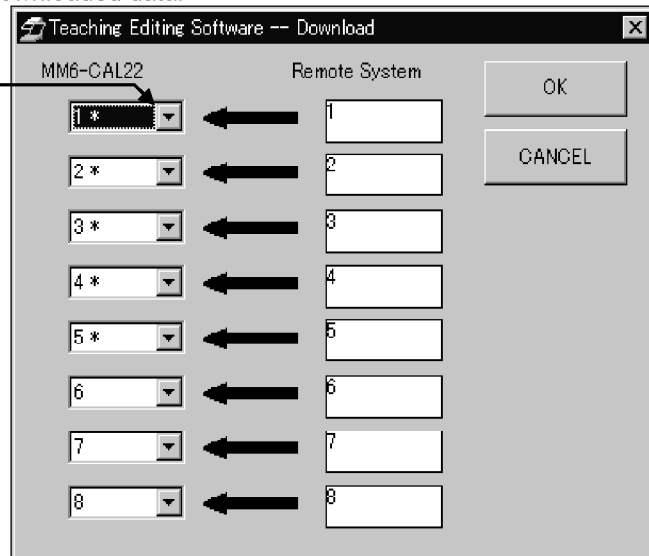 Teaching Editing Software -- Download
MM6-CAL22 Remote System
OK
CANCEL
1 * 1
2 * 2
3 * 3
4 * 4
5 * 5
6 6
7 7
8 8